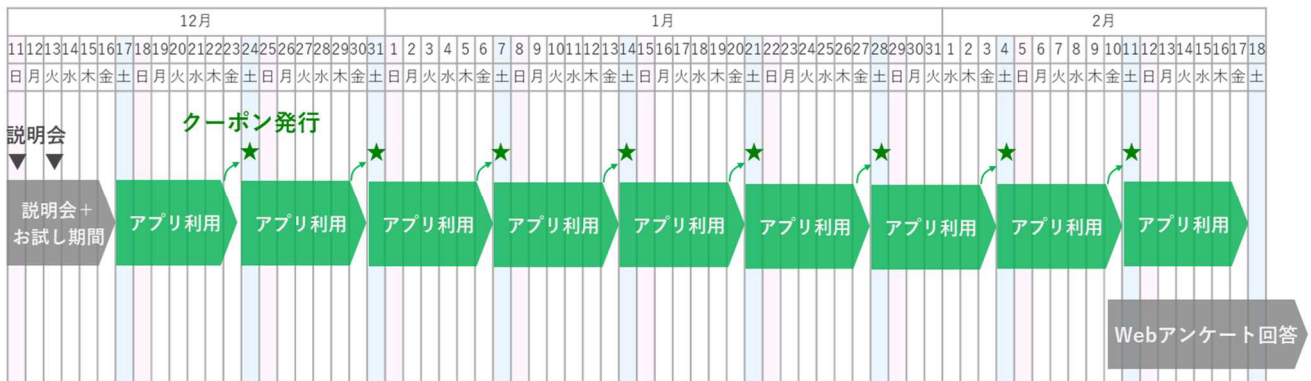 12月 1月 2月
11 12 13 14 15 16 17 18 19 20 21 22 23 24 25 26 27 28 29 30 31 1 2 3 4 5 6 7 8 9 10 11 12 13 14 15 16 17 18 19 20 21 22 23 24 25 26 27 28 29 30 31 1 2 3 4 5 6 7 8 9 10 11 12 13 14 15 16 17 18
日 月 火 水 木 金 土 日 月 火 水 木 金 土 日 月 火 水 木 金 土 日 月 火 水 木 金 土 日 月 火 水 木 金 土 日 月 火 水 木 金 土 日 月 火 水 木 金 土 日 月 火 水 木 金 土 日 月 火 水 木 金 土 日 月 火 水 木 金 土
クーポン発行
説明会
説明会+
お試し期間
アプリ利用 アプリ利用 アプリ利用 アプリ利用 アプリ利用 アプリ利用 アプリ利用 アプリ利用 アプリ利用
Webアンケート回答